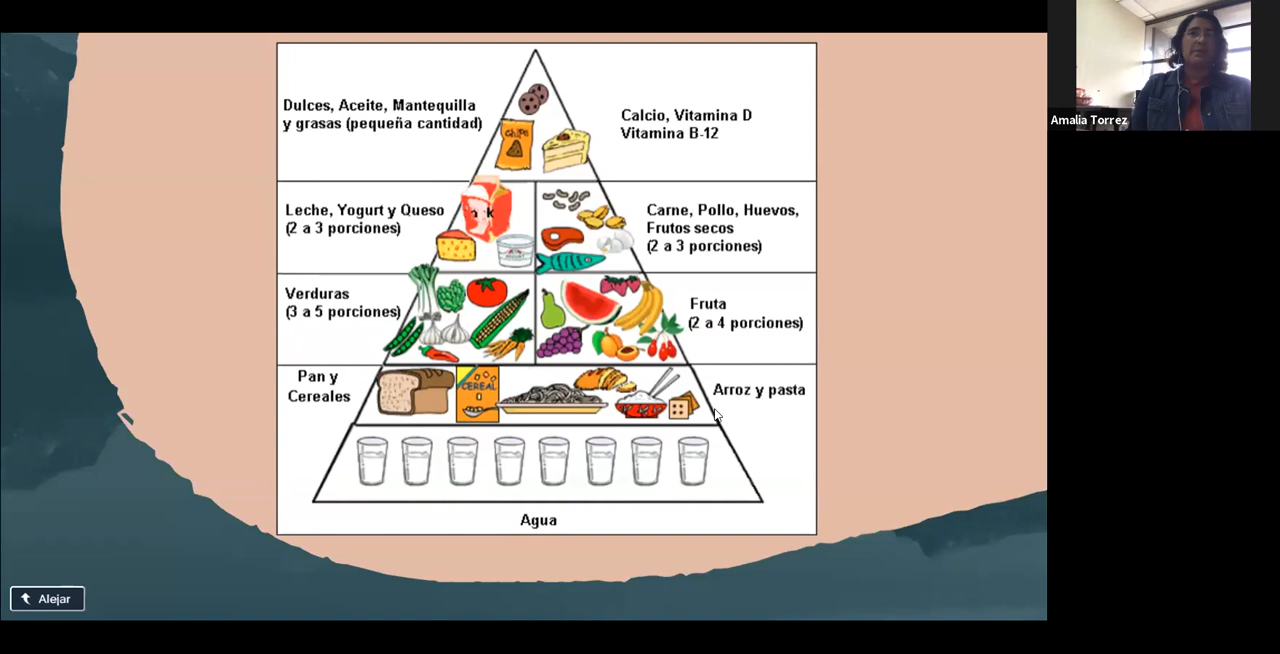 Dulces, Aceite, Mantequilla
y grasas (pequeña cantidad)
Calcio, Vitamina D
Vitamina B-12
Chips
Leche, Yogurt y Queso
(2 a 3 porciones)
Carne, Pollo, Huevos,
Frutos secos
(2 a 3 porciones)
Verduras
(3 a 5 porciones)
Fruta
(2 a 4 porciones)
Pan y
Cereales
CEREAL
Arroz y pasta
Agua
Alejar
Amalia Torrez